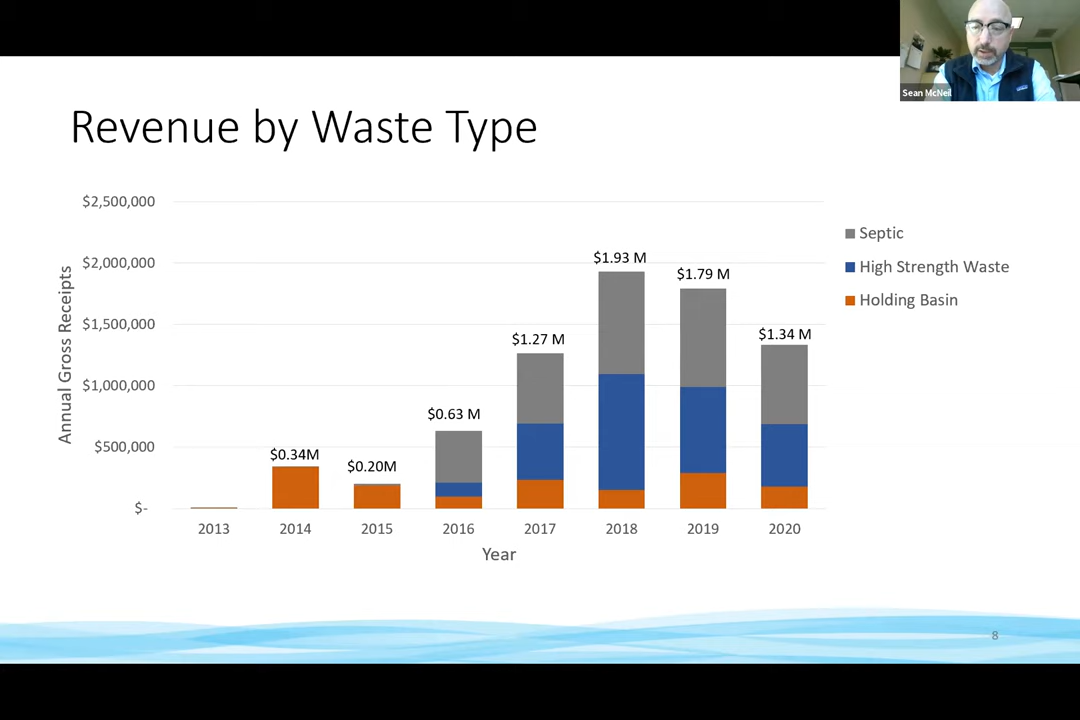 Sean McNeil
Revenue by Waste Type
Annual Gross Receipts
$2,500,000
$2,000,000
$1,500,000
$1,000,000
$500,000
$-
$0.34M
$0.20M
$0.63 M
$1.27 M
$1.93 M
$1.79 M
$1.34 M
2013 2014 2015 2016 2017 2018 2019 2020
Year
Septic
High Strength Waste
Holding Basin
8